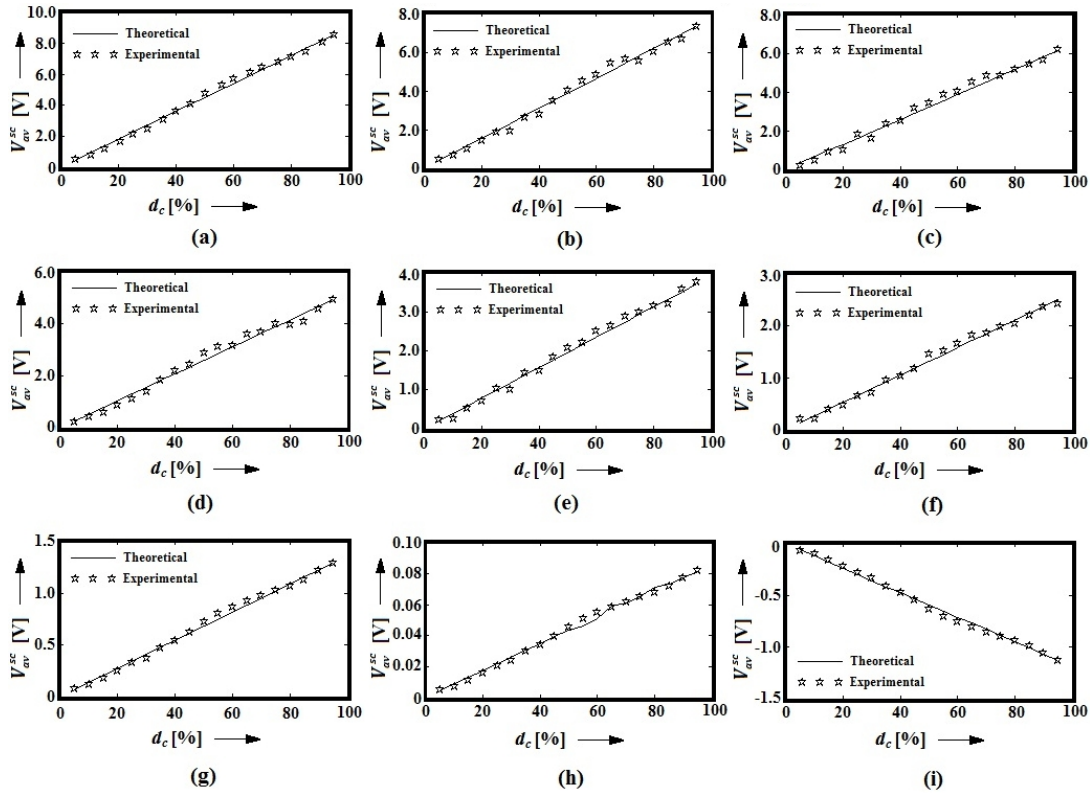 10.0
8.0
6.0
4.0
2.0
0
Theoretical
Experimental
V_av^sc [V]
0 20 40 60 80 100
d_c [%]
(a)
8.0
6.0
4.0
2.0
0
Theoretical
Experimental
V_av^sc [V]
0 20 40 60 80 100
d_c [%]
(b)
8.0
6.0
4.0
2.0
0
Theoretical
Experimental
V_av^sc [V]
0 20 40 60 80 100
d_c [%]
(c)
6.0
4.0
2.0
0
Theoretical
Experimental
V_av^sc [V]
0 20 40 60 80 100
d_c [%]
(d)
4.0
3.0
2.0
1.0
0
Theoretical
Experimental
V_av^sc [V]
0 20 40 60 80 100
d_c [%]
(e)
3.0
2.0
1.0
0
Theoretical
Experimental
V_av^sc [V]
0 20 40 60 80 100
d_c [%]
(f)
1.5
1.0
0.5
0
Theoretical
Experimental
V_av^sc [V]
0 20 40 60 80 100
d_c [%]
(g)
0.10
0.08
0.06
0.04
0.02
0
Theoretical
Experimental
V_av^sc [V]
0 20 40 60 80 100
d_c [%]
(h)
0
-0.5
-1.0
-1.5
Theoretical
Experimental
V_av^sc [V]
0 20 40 60 80 100
d_c [%]
(i)